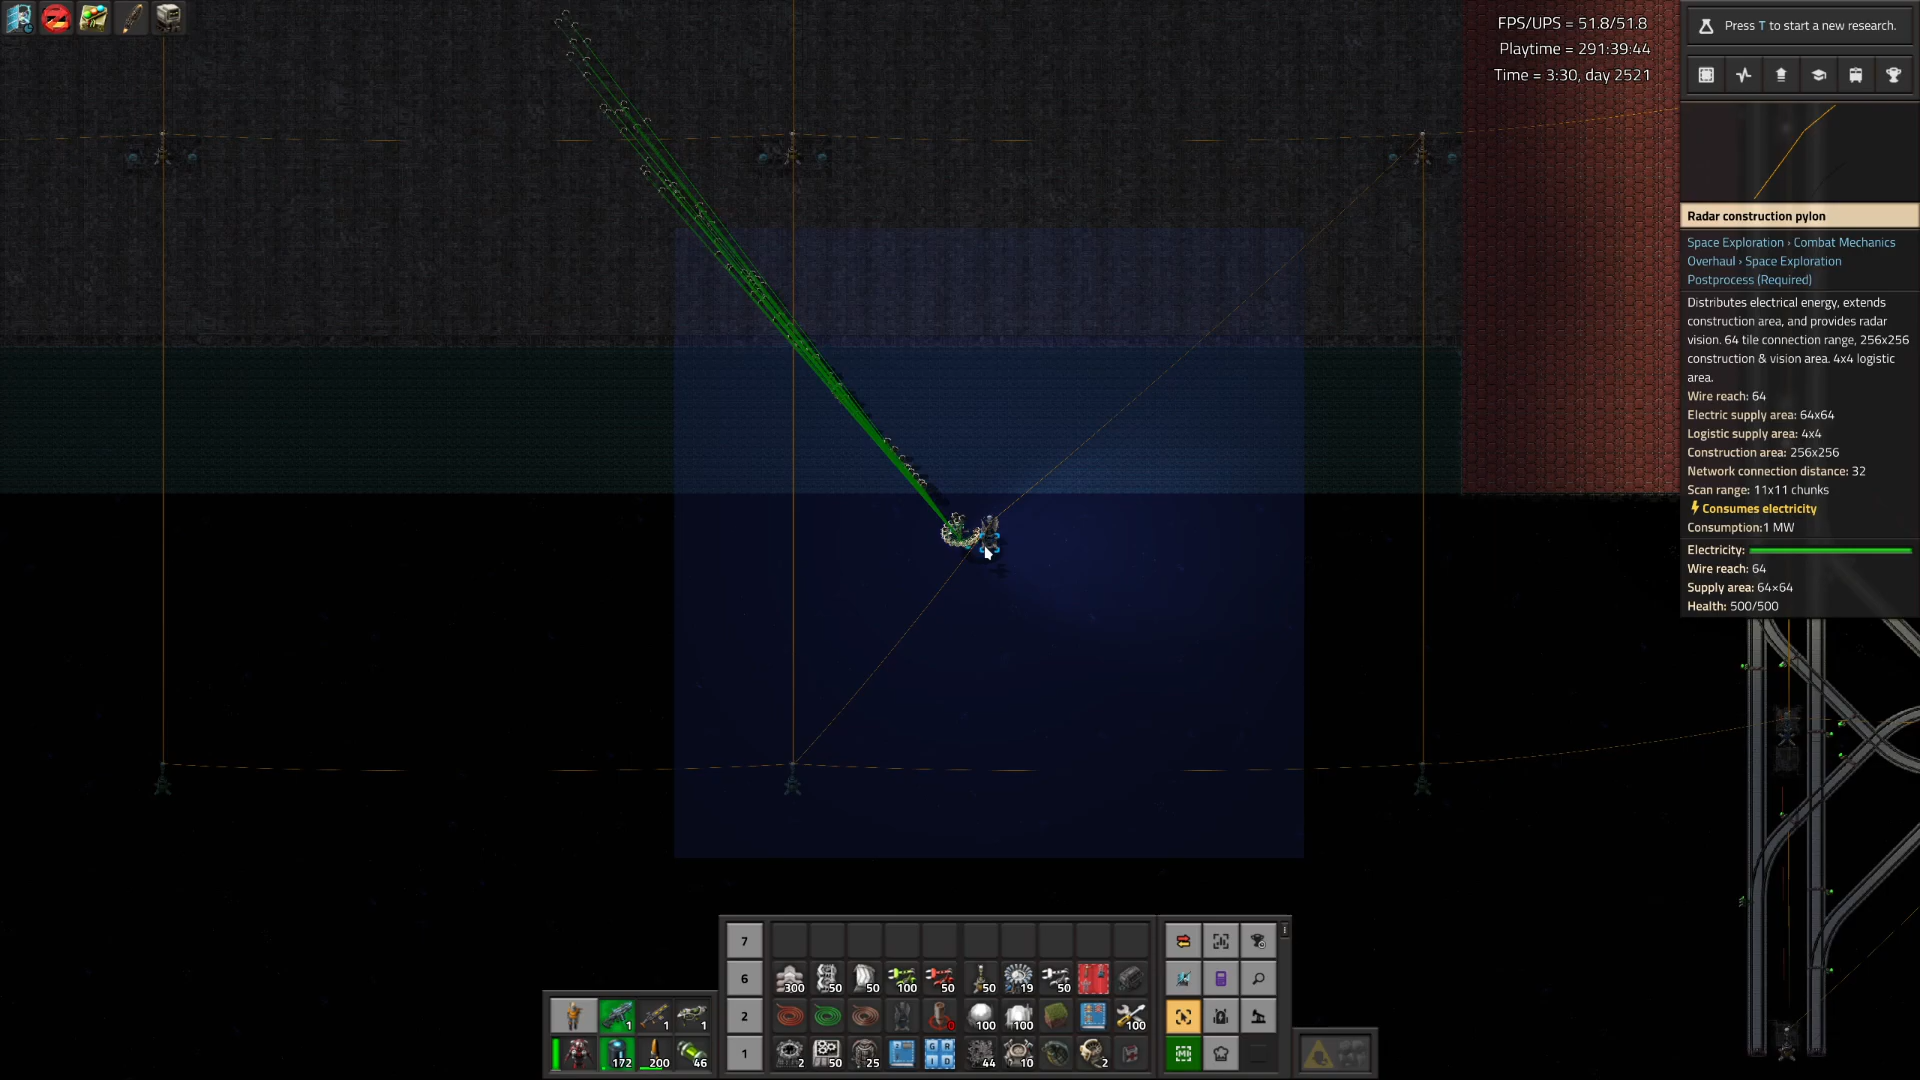 FPS/UPS = 51.8/51.8
Playtime = 291:39:44
Time = 3:30, day 2521
Press T to start a new research.
Radar construction pylon
Space Exploration › Combat Mechanics
Overhaul › Space Exploration
Postprocess (Required)
Distributes electrical energy, extends
construction area, and provides radar
vision. 64 tile connection range, 256x256
construction & vision area. 4x4 logistic
area.
Wire reach: 64
Electric supply area: 64x64
Logistic supply area: 4x4
Construction area: 256x256
Network connection distance: 32
Scan range: 11x11 chunks
Consumes electricity
Consumption:1 MW
Electricity:
Wire reach: 64
Supply area: 64×64
Health: 500/500
7
6 300 50 50 100 50 50 19 50
2 0 100 100 100
1 2 50 25 G R I D 44 10 2
1 1 1
172 200 46